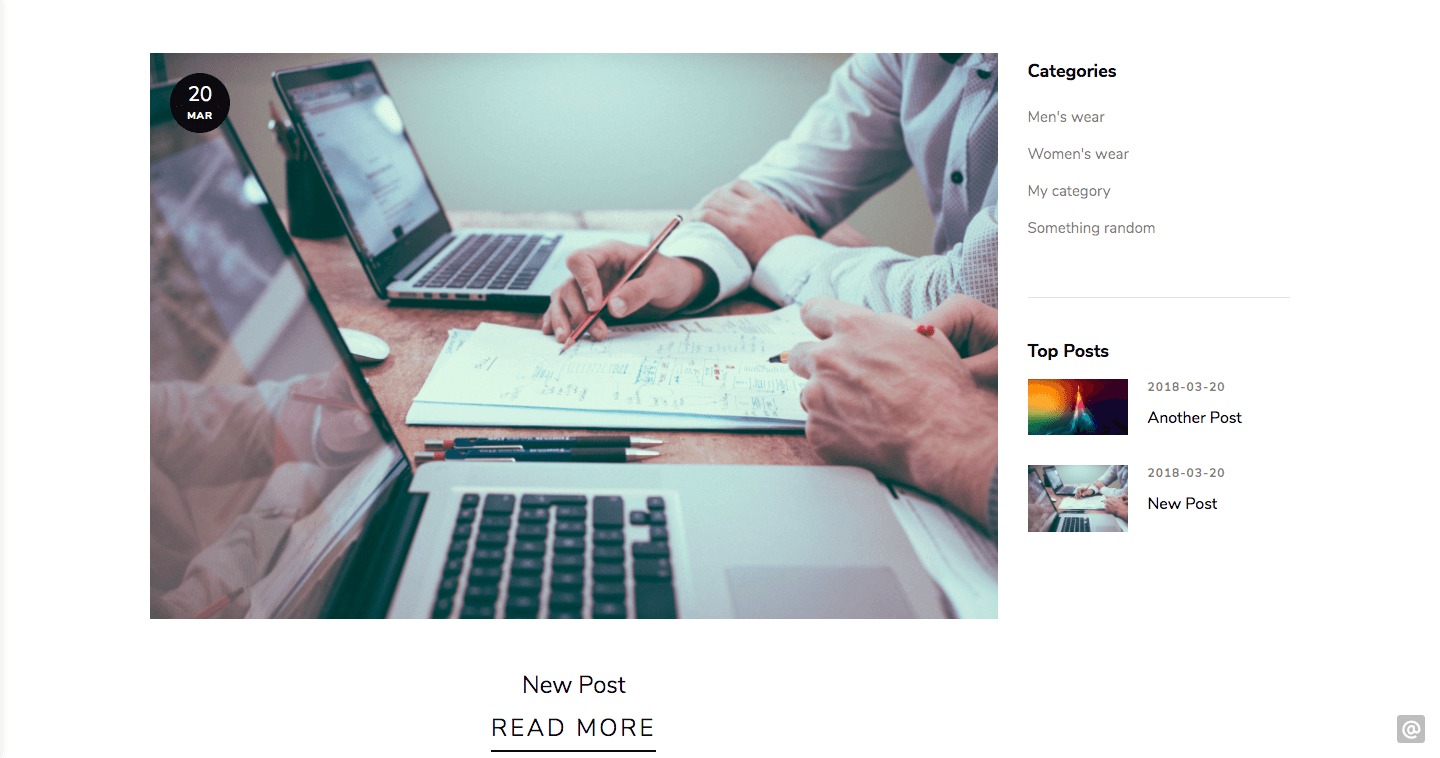 20
MAR
New Post
READ MORE
Categories
Men's wear
Women's wear
My category
Something random
Top Posts
2018-03-20
Another Post
2018-03-20
New Post
@